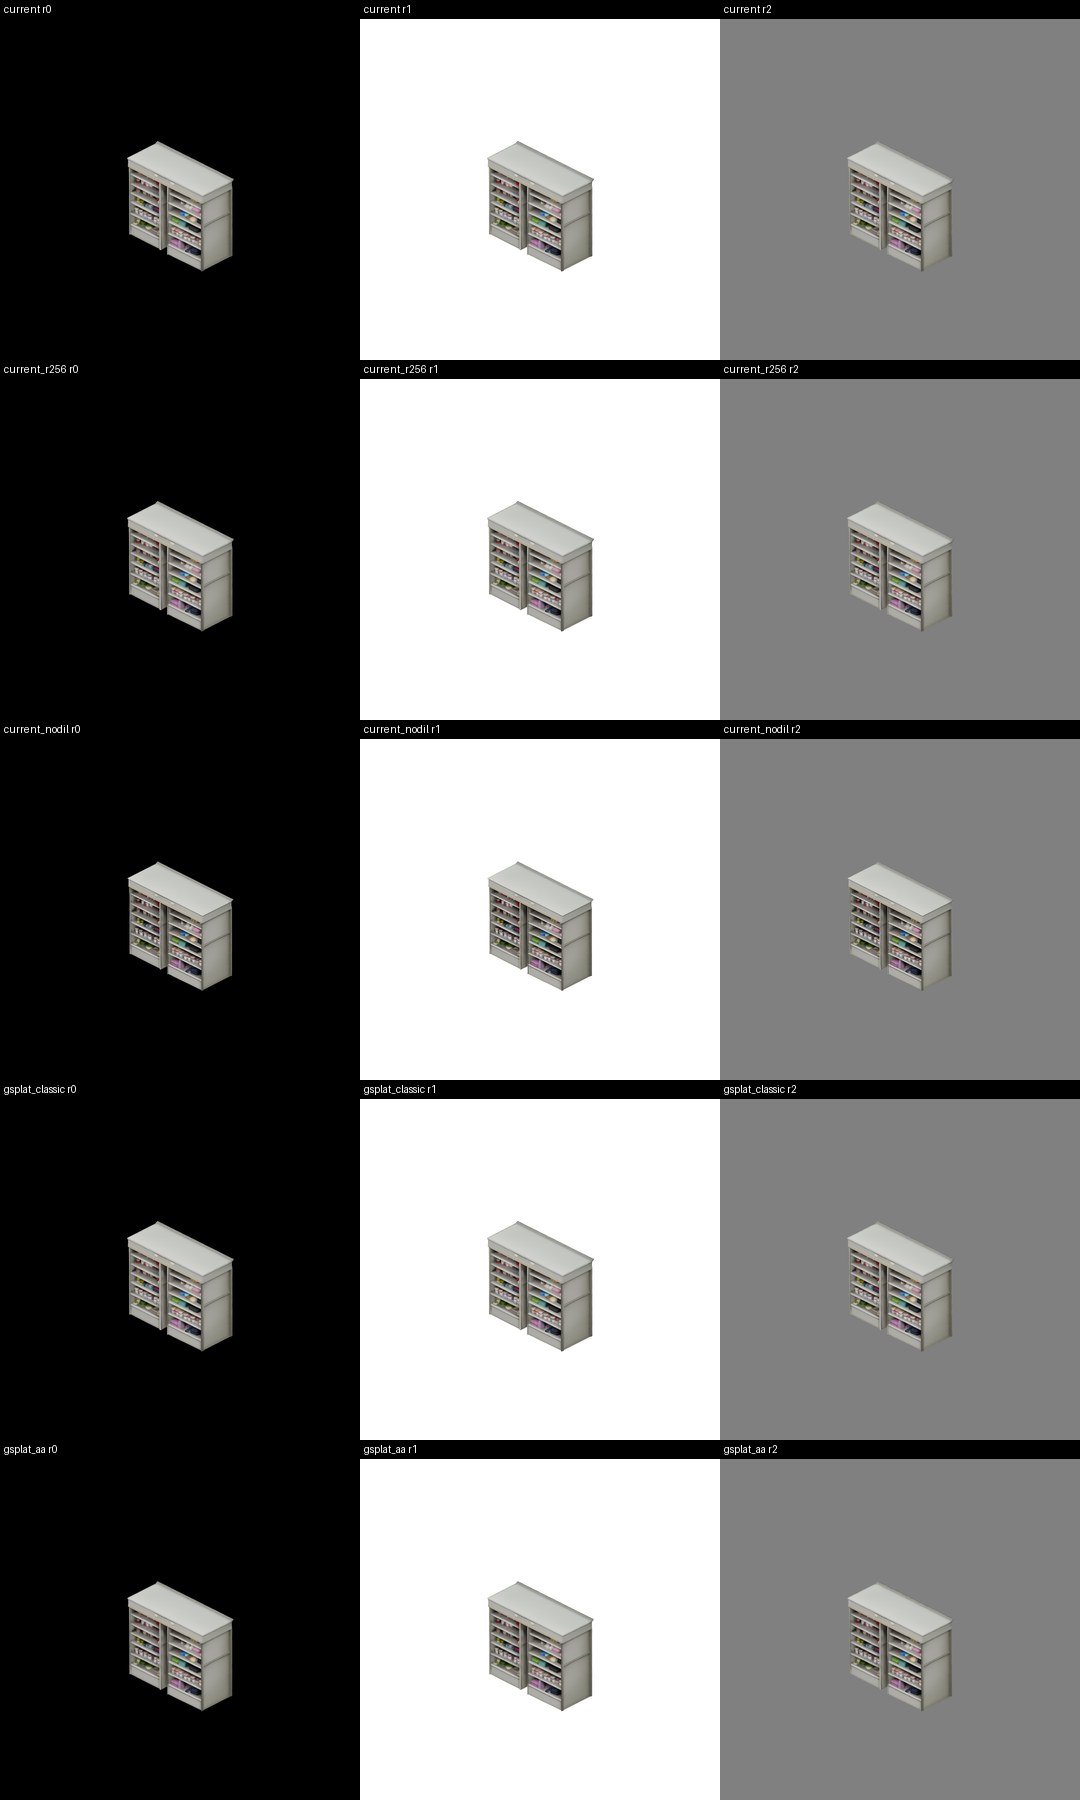 current r0
current r1
current r2
current_r256 r0
current_r256 r1
current_r256 r2
current_nodil r0
current_nodil r1
current_nodil r2
gsplat_classic r0
gsplat_classic r1
gsplat_classic r2
gsplat_aa r0
gsplat_aa r1
gsplat_aa r2